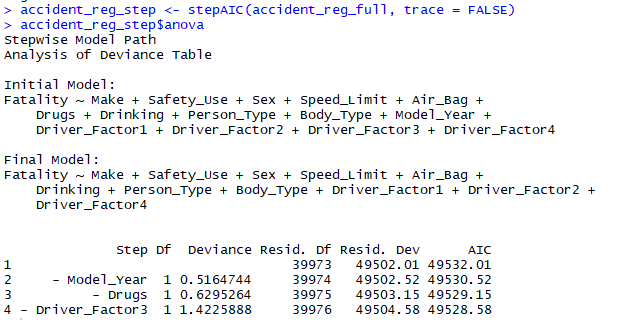 > accident_reg_step <- stepAIC(accident_reg_full, trace = FALSE)
> accident_reg_step$anova
Stepwise Model Path
Analysis of Deviance Table

Initial Model:
Fatality ~ Make + Safety_Use + Sex + Speed_Limit + Air_Bag +
    Drugs + Drinking + Person_Type + Body_Type + Model_Year +
    Driver_Factor1 + Driver_Factor2 + Driver_Factor3 + Driver_Factor4

Final Model:
Fatality ~ Make + Safety_Use + Sex + Speed_Limit + Air_Bag +
    Drinking + Person_Type + Body_Type + Driver_Factor1 + Driver_Factor2 +
    Driver_Factor4

              Step Df  Deviance Resid. Df Resid. Dev      AIC
1                                   39973   49502.01 49532.01
2     - Model_Year  1 0.5164744     39974   49502.52 49530.52
3          - Drugs  1 0.6295264     39975   49503.15 49529.15
4 - Driver_Factor3  1 1.4225888     39976   49504.58 49528.58